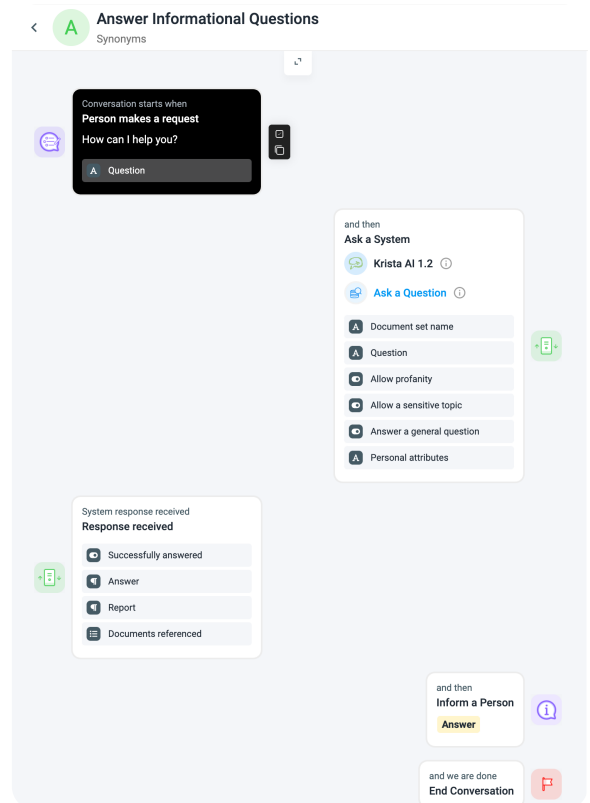 A
Answer Informational Questions
Synonyms
Conversation starts when
Person makes a request
How can I help you?
A Question
and then
Ask a System
Krista AI 1.2
Ask a Question
A Document set name
A Question
Allow profanity
Allow a sensitive topic
Answer a general question
A Personal attributes
System response received
Response received
Successfully answered
Answer
Report
Documents referenced
and then
Inform a Person
Answer
and we are done
End Conversation